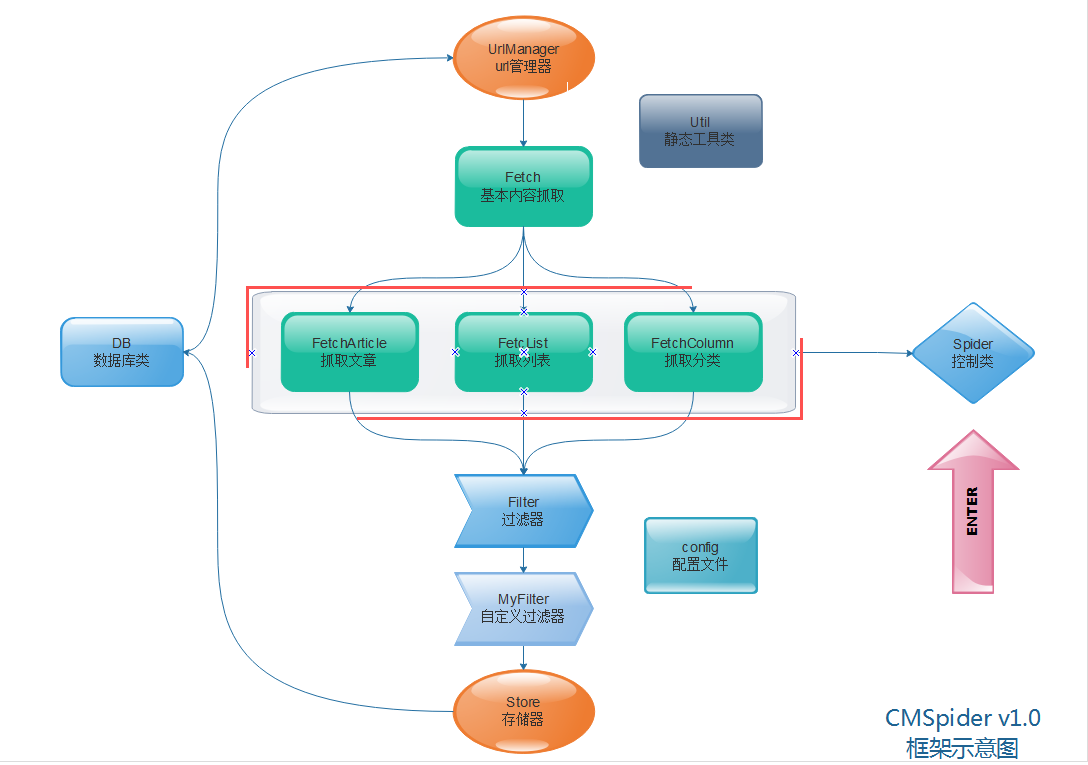 UrlManager
url管理器
Util
静态工具类
Fetch
基本内容抓取
DB
数据库类
FetchArticle
抓取文章
FetcList
抓取列表
FetchColumn
抓取分类
Spider
控制类
ENTER
Filter
过滤器
config
配置文件
MyFilter
自定义过滤器
Store
存储器
CMSpider v1.0
框架示意图